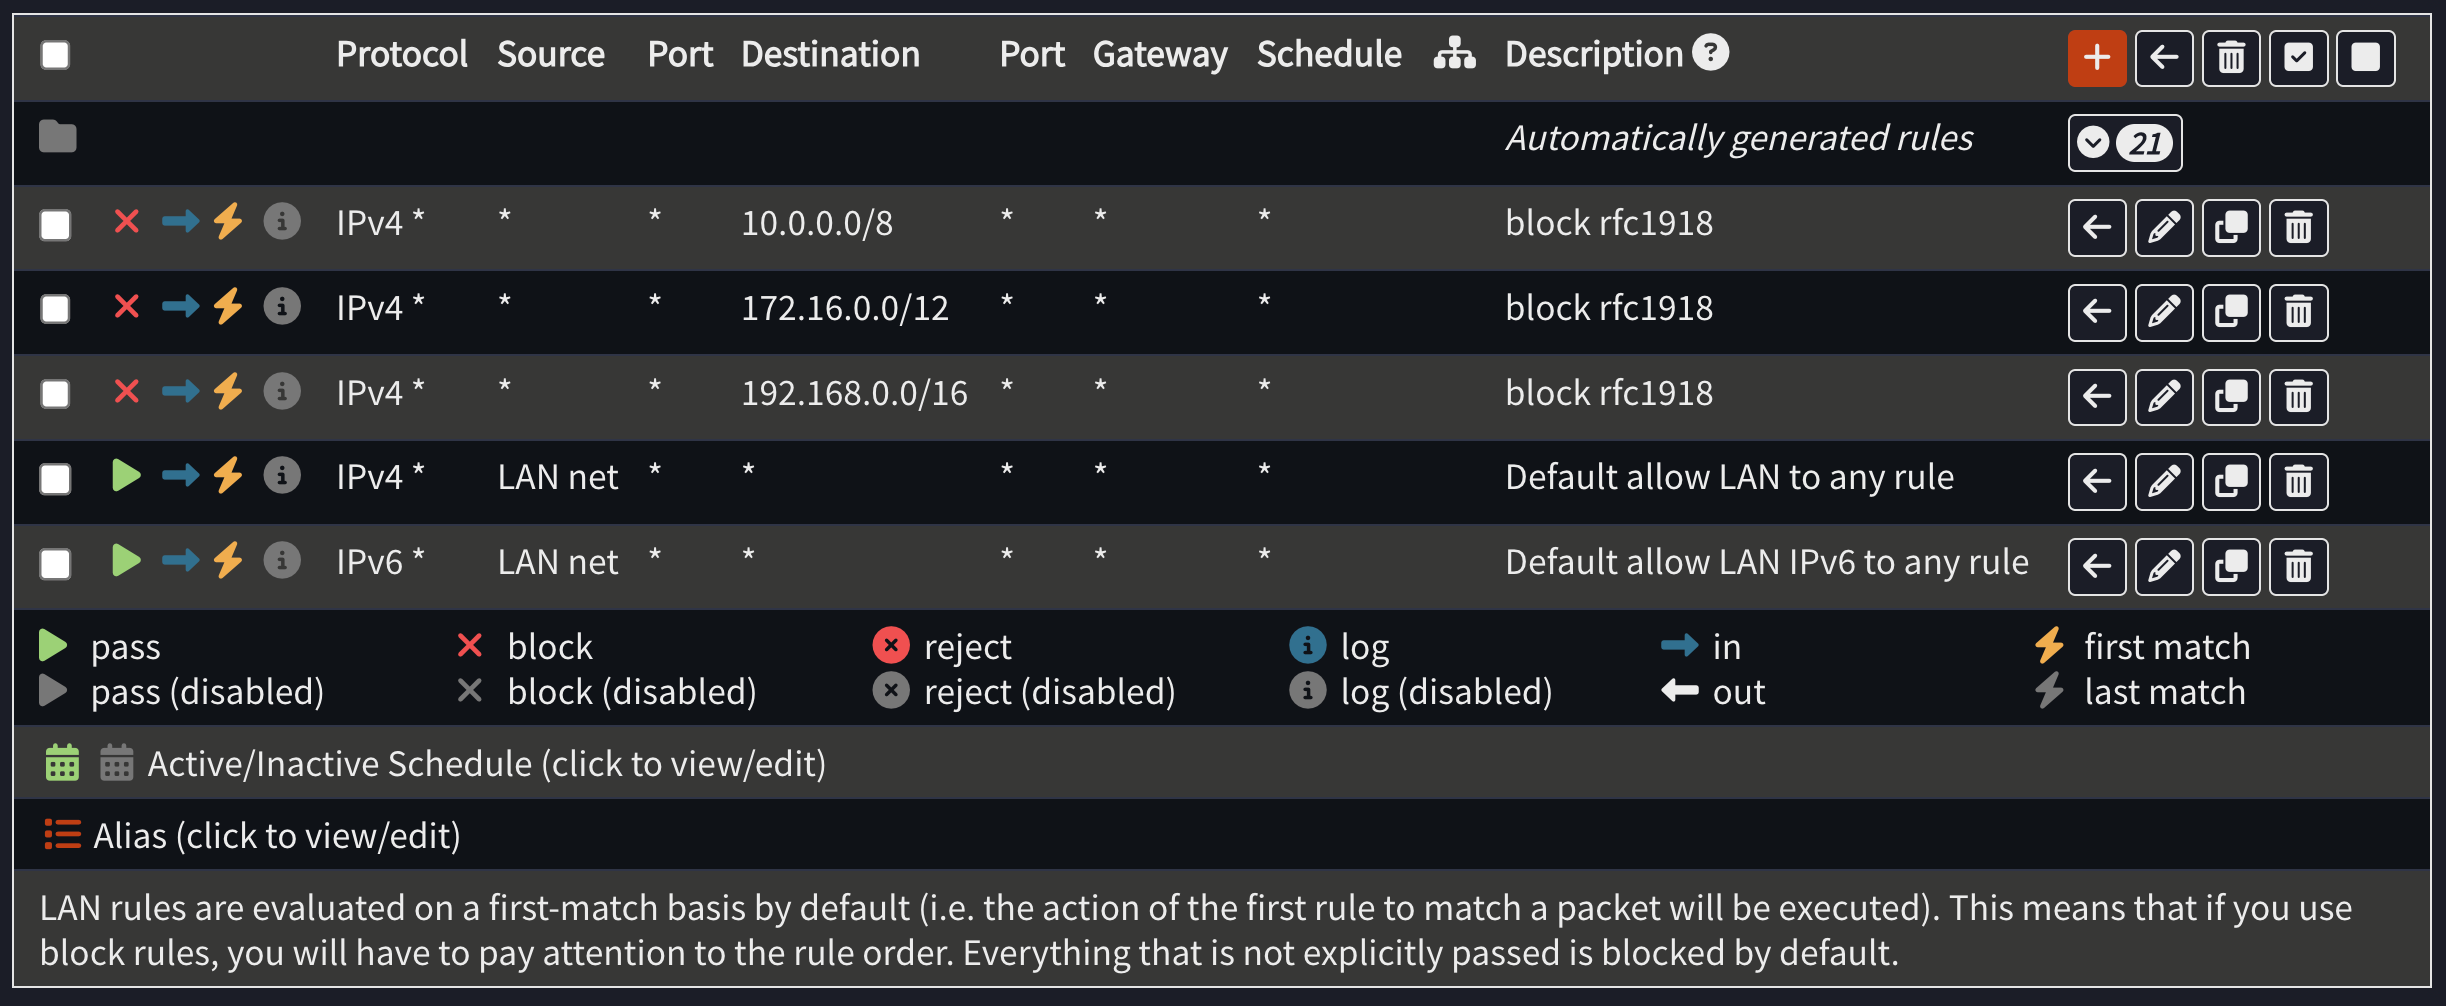 Protocol Source Port Destination Port Gateway Schedule Description ?
Automatically generated rules 21
IPv4 * * * 10.0.0.0/8 * * * block rfc1918
IPv4 * * * 172.16.0.0/12 * * * block rfc1918
IPv4 * * * 192.168.0.0/16 * * * block rfc1918
IPv4 * LAN net * * * * * Default allow LAN to any rule
IPv6 * LAN net * * * * * Default allow LAN IPv6 to any rule
pass block reject log in first match
pass (disabled) block (disabled) reject (disabled) log (disabled) out last match
Active/Inactive Schedule (click to view/edit)
Alias (click to view/edit)
LAN rules are evaluated on a first-match basis by default (i.e. the action of the first rule to match a packet will be executed). This means that if you use
block rules, you will have to pay attention to the rule order. Everything that is not explicitly passed is blocked by default.